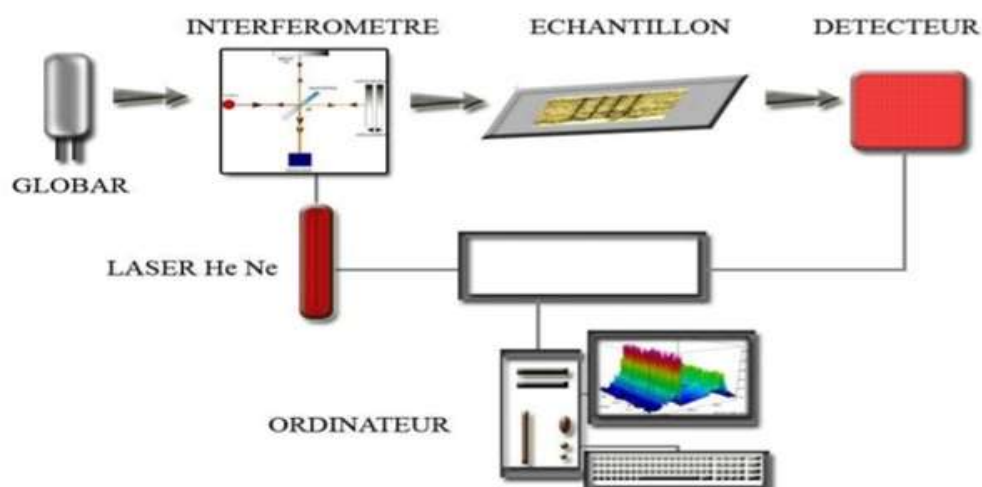 INTERFEROMETRE
ECHANTILLON
DETECTEUR
GLOBAR
LASER He Ne
ORDINATEUR